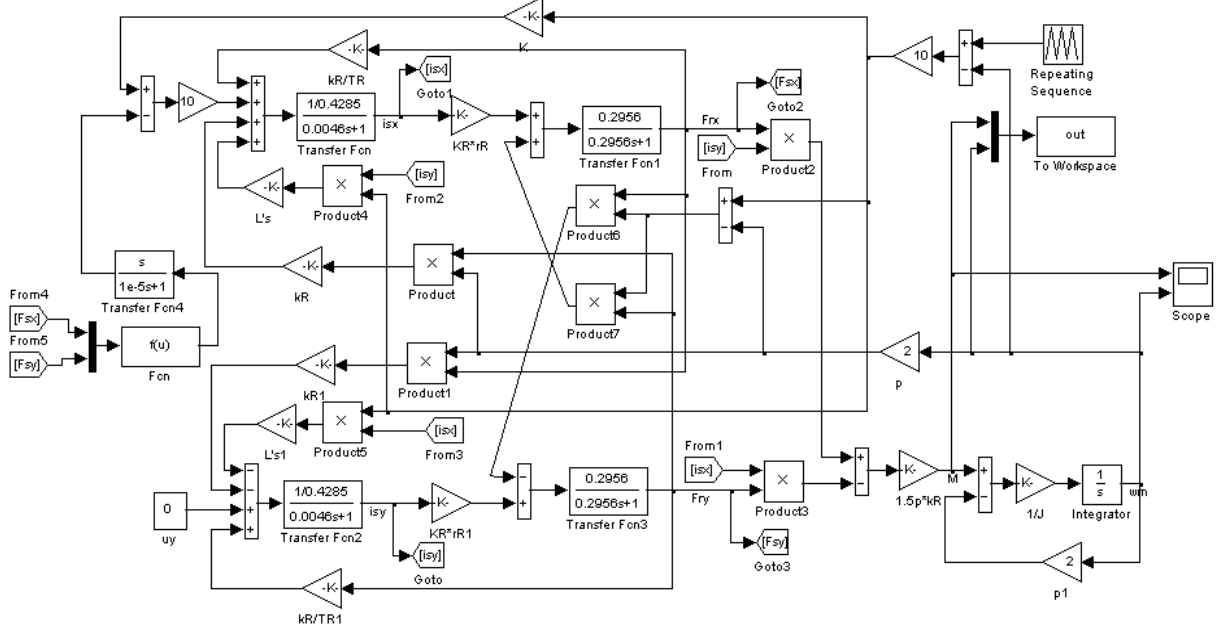 -K-
K
-K-
kR/TR
[isx]
Goto1
10
Repeating
Sequence
[Fsx]
Goto2
10
1/0.4285
0.0046s+1
Transfer Fcn
isx
K-
KR*rR
0.2956
0.2956s+1
Transfer Fcn1
Frx
[isy]
From
×
Product2
out
To Workspace
-K-
L's
×
Product4
[isy]
From2
×
Product6
s
1e-5s+1
Transfer Fcn4
-K-
kR
×
Product
×
Product7
Scope
From4
[Fsx]
From5
[Fsy]
f(u)
Fcn
-K-
kR1
×
Product1
2
p
-K-
L's1
×
Product5
[isx]
From3
0
uy
1/0.4285
0.0046s+1
Transfer Fcn2
isy
K-
KR*rR1
[isy]
Goto
0.2956
0.2956s+1
Transfer Fcn3
From1
[isx]
Fry
×
Product3
[Fsy]
Goto3
K-
1.5p*kR
M
K-
1/J
1
s
Integrator
wm
2
p1
-K-
kR/TR1